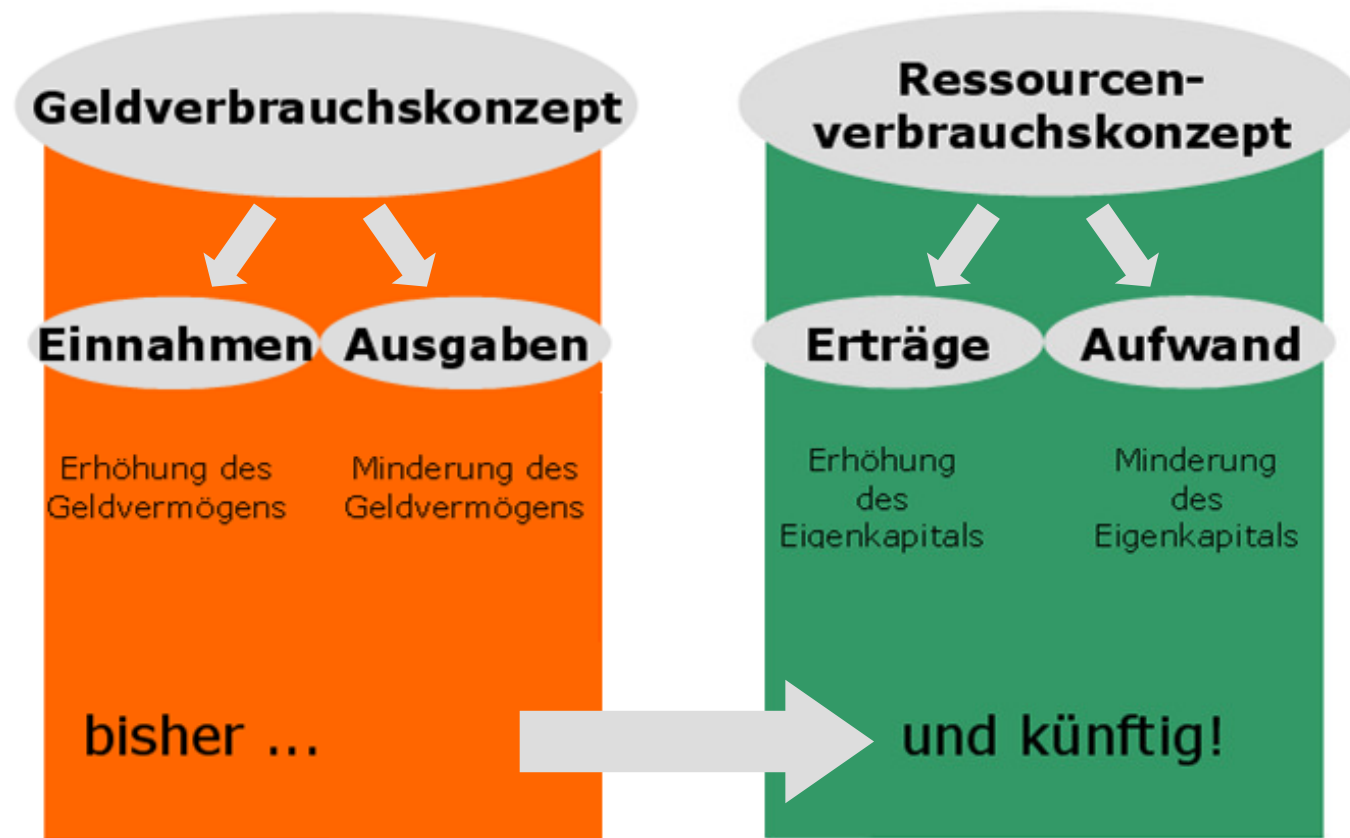 Geldverbrauchskonzept
Einnahmen
Ausgaben
Erhöhung des
Geldvermögens
Minderung des
Geldvermögens
bisher ...
Ressourcen-
verbrauchskonzept
Erträge
Aufwand
Erhöhung
des
Eigenkapitals
Minderung
des
Eigenkapitals
und künftig!